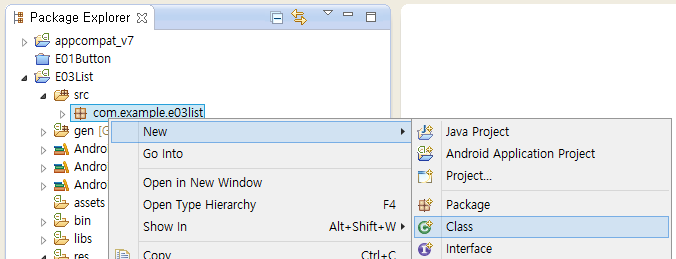 Package Explorer
appcompat_v7
E01Button
E03List
src
com.example.e03list
gen [G
Andro
Andro
Andro
assets
bin
libs
res
New
Go Into
Open in New Window
Open Type Hierarchy F4
Show In Alt+Shift+W
Copy Ctrl+C
Java Project
Android Application Project
Project...
Package
Class
Interface